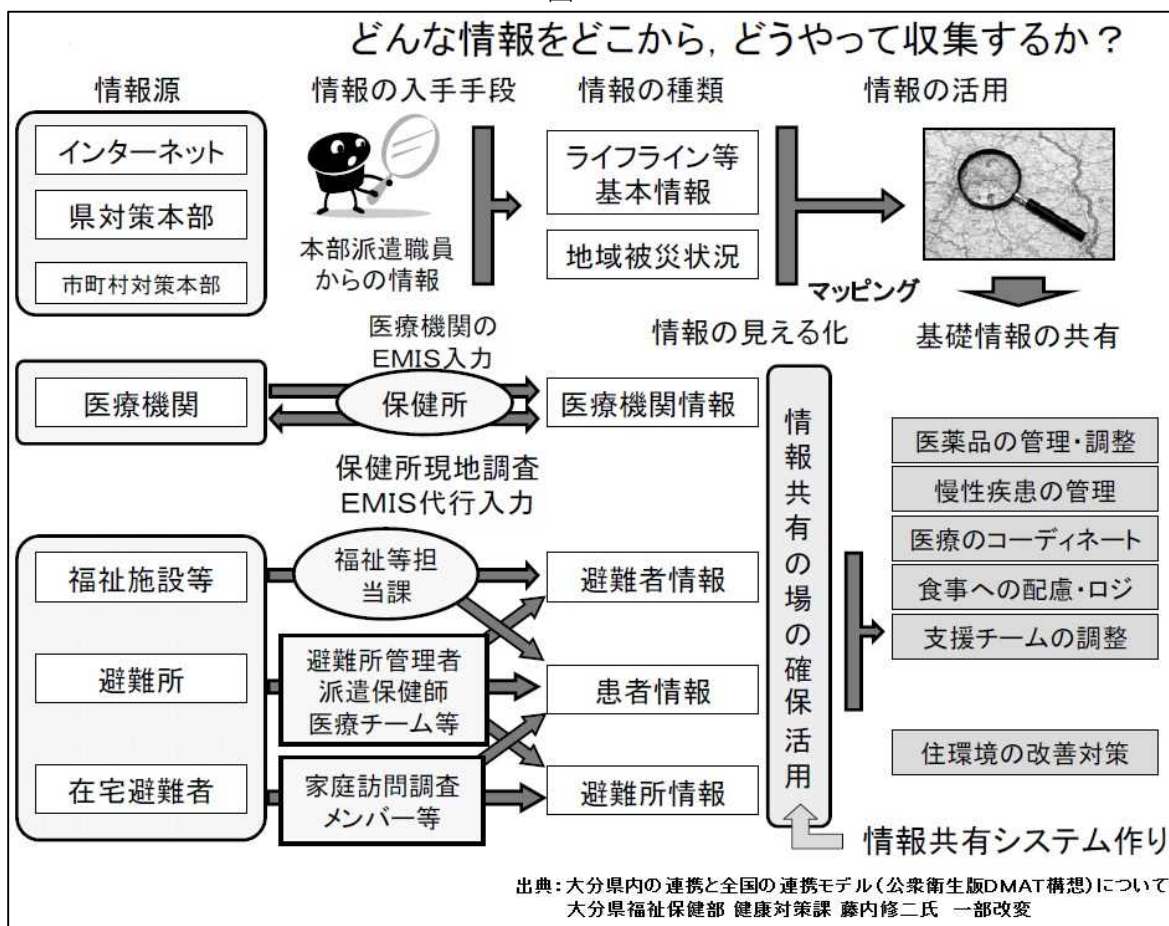 どんな情報をどこから，どうやって収集するか？
情報源
情報の入手手段
情報の種類
情報の活用
インターネット
県対策本部
市町村対策本部
本部派遣職員
からの情報
ライフライン等
基本情報
地域被災状況
マッピング
基礎情報の共有
医療機関の
EMIS入力
情報の見える化
医療機関
保健所
医療機関情報
保健所現地調査
EMIS代行入力
福祉施設等
福祉等担
当課
避難者情報
避難所
避難所管理者
派遣保健師
医療チーム等
患者情報
在宅避難者
家庭訪問調査
メンバー等
避難所情報
情報共有の場の確保活用
医薬品の管理・調整
慢性疾患の管理
医療のコーディネート
食事への配慮・ロジ
支援チームの調整
住環境の改善対策
情報共有システム作り
出典：大分県内の連携と全国の連携モデル（公衆衛生版DMAT構想）について
大分県福祉保健部 健康対策課 藤内修二氏 一部改変